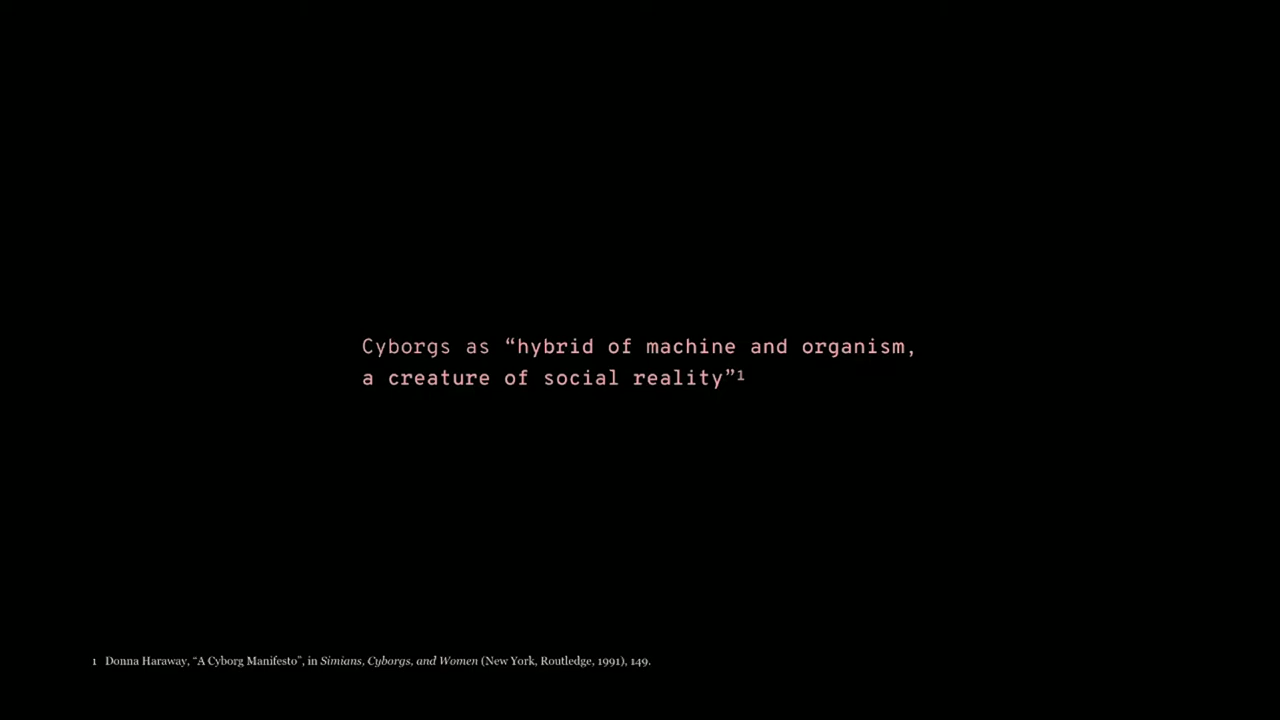 Cyborgs as “hybrid of machine and organism,
a creature of social reality”¹
1 Donna Haraway, “A Cyborg Manifesto”, in Simians, Cyborgs, and Women (New York, Routledge, 1991), 149.